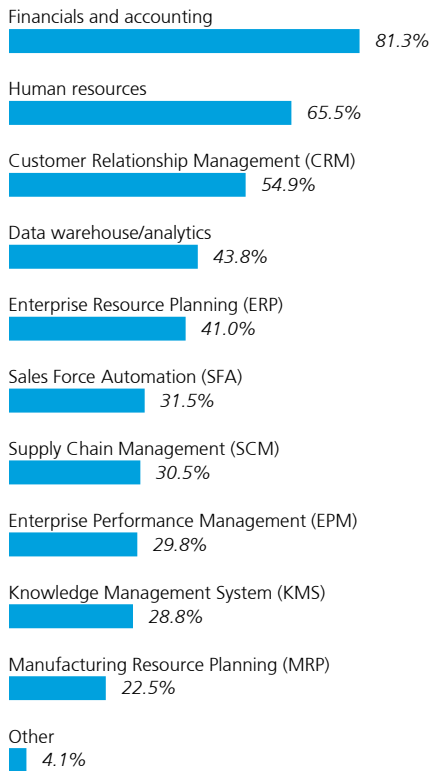 Financials and accounting
81.3%
Human resources
65.5%
Customer Relationship Management (CRM)
54.9%
Data warehouse/analytics
43.8%
Enterprise Resource Planning (ERP)
41.0%
Sales Force Automation (SFA)
31.5%
Supply Chain Management (SCM)
30.5%
Enterprise Performance Management (EPM)
29.8%
Knowledge Management System (KMS)
28.8%
Manufacturing Resource Planning (MRP)
22.5%
Other
4.1%